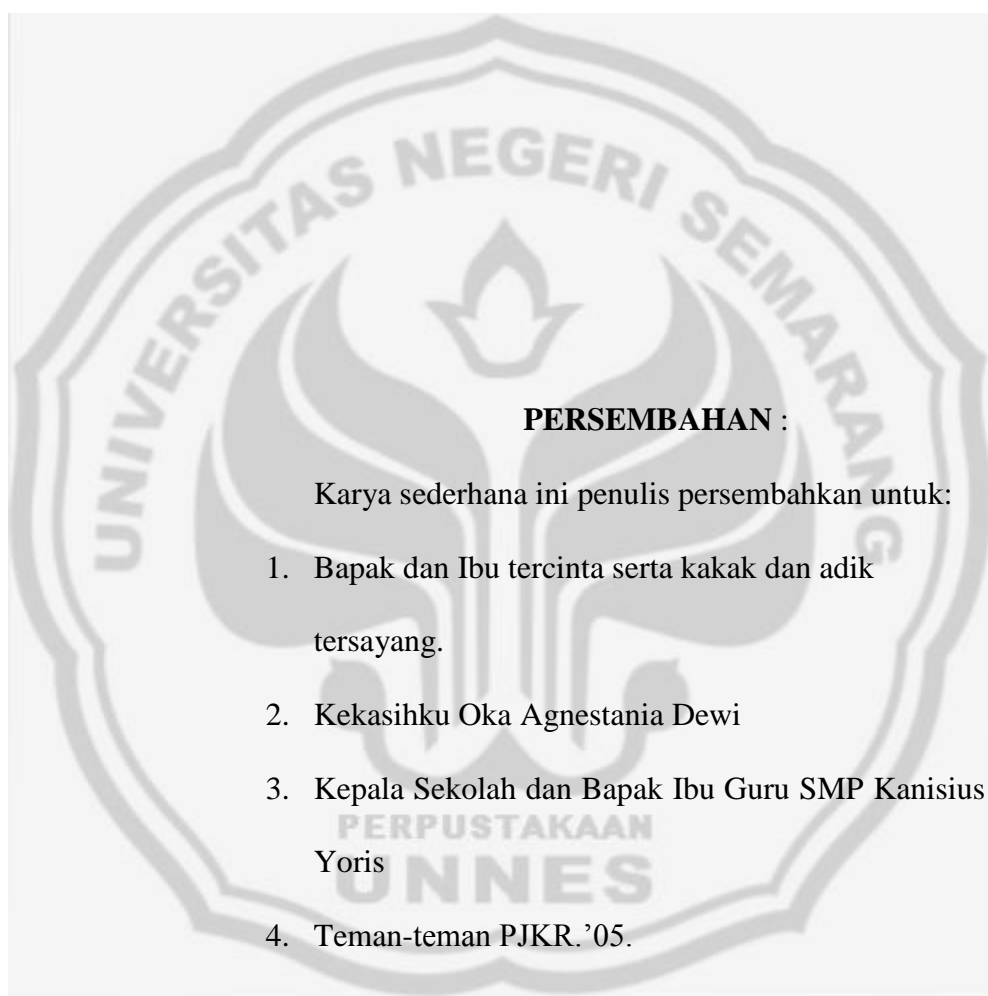 UNIVERSITAS NEGERI SEMARANG
PERSEMBAHAN :
Karya sederhana ini penulis persembahkan untuk:
1. Bapak dan Ibu tercinta serta kakak dan adik
tersayang.
2. Kekasihku Oka Agnestania Dewi
3. Kepala Sekolah dan Bapak Ibu Guru SMP Kanisius
PERPUSTAKAAN
Yoris
UNNES
4. Teman-teman PJKR.’05.